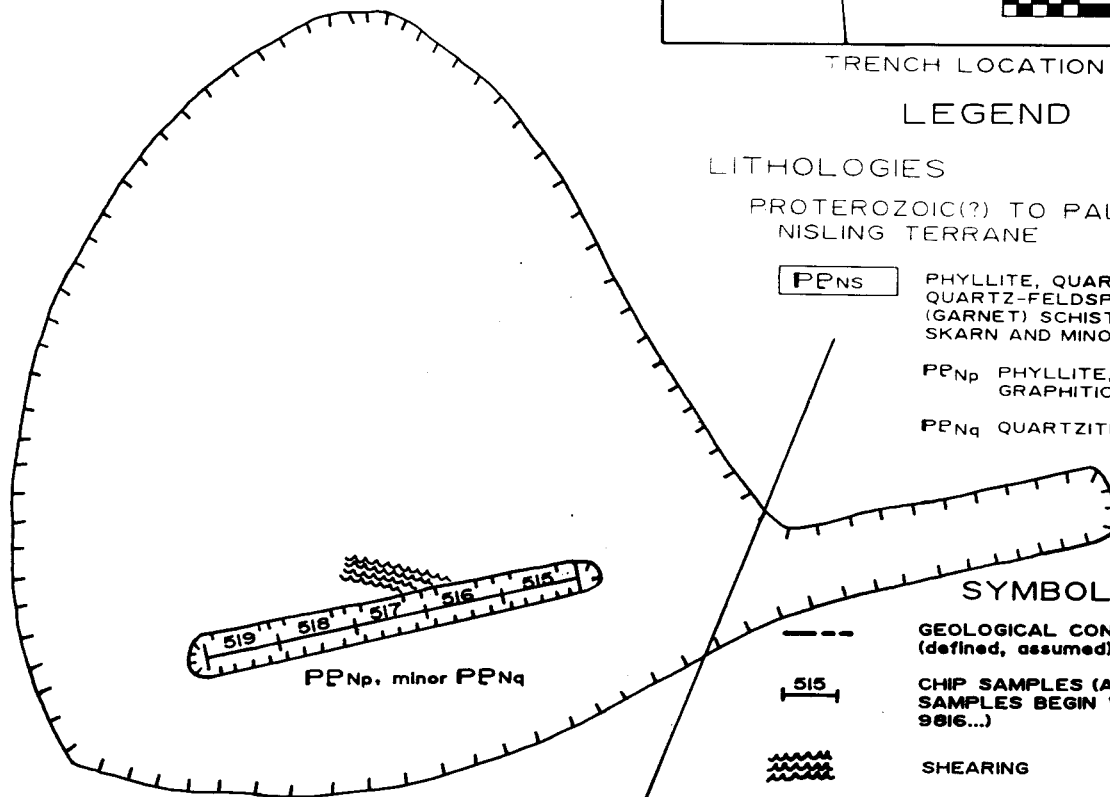 TRENCH LOCATION
LEGEND
LITHOLOGIES
PROTEROZOIC(?) TO PAL
NISLING TERRANE
PPNS
PHYLLITE, QUAR
QUARTZ-FELDSP
(GARNET) SCHIST
SKARN AND MINO
PPNp PHYLLITE,
GRAPHITIC
PPNq QUARTZIT
519 518 517 516 515
PPNp, minor PPNq
SYMBOL
GEOLOGICAL CON
(defined, assumed)
515
CHIP SAMPLES (A
SAMPLES BEGIN
9816...)
SHEARING